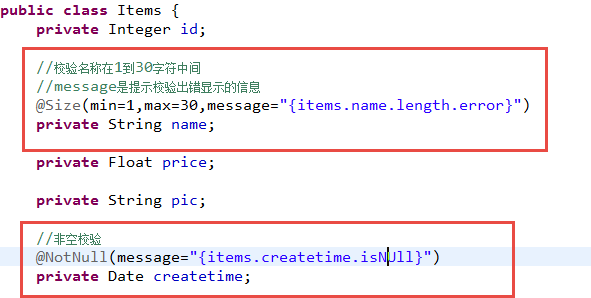 public class Items {
private Integer id;
//校验名称在1到30字符中间
//message是提示校验出错显示的信息
@Size(min=1,max=30,message="{items.name.length.error}")
private String name;
private Float price;
private String pic;
//非空校验
@NotNull(message="{items.createtime.isNUll}")
private Date createtime;